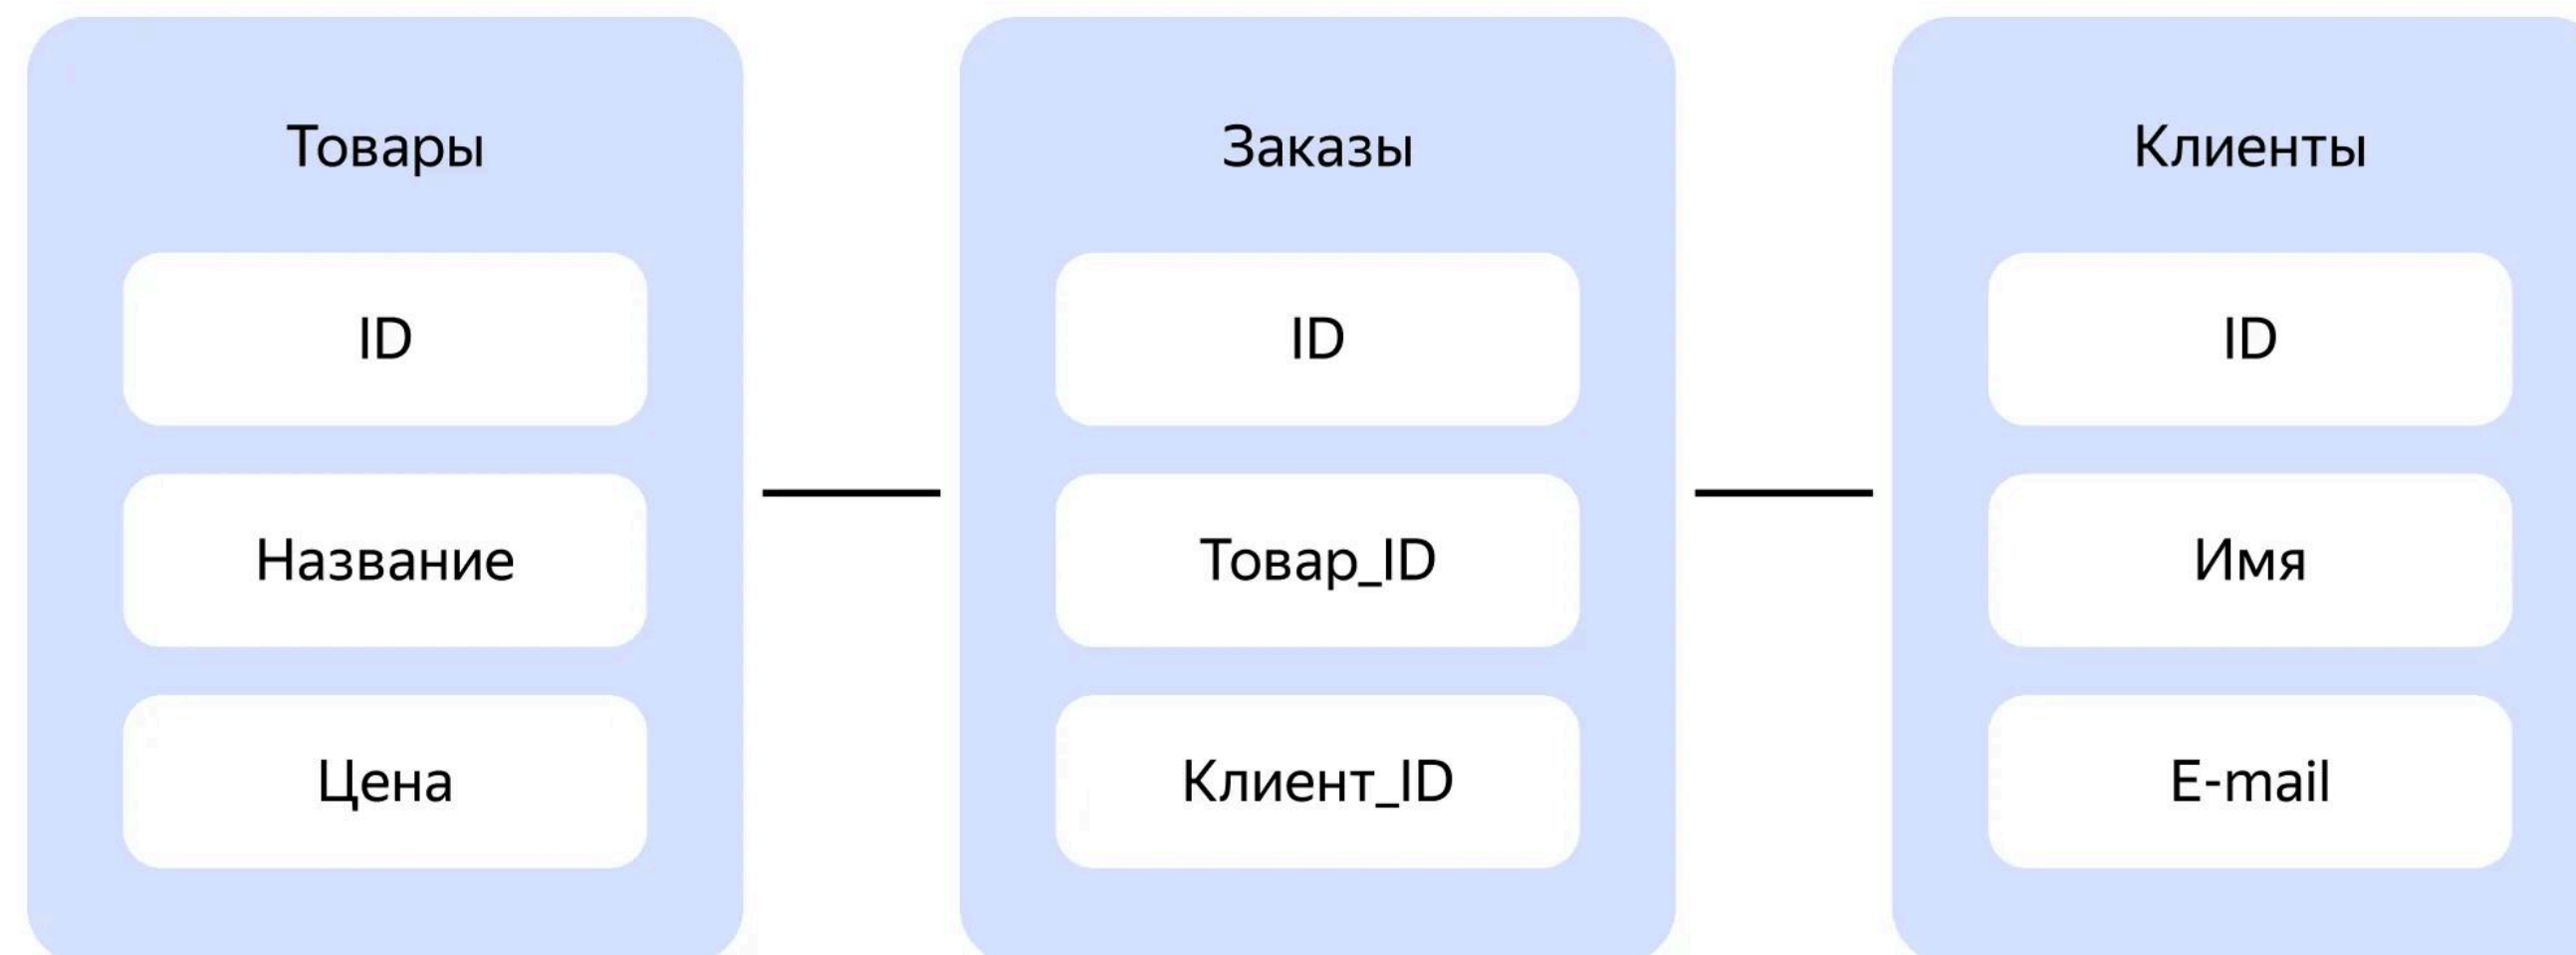 Товары
ID
Название
Цена
Заказы
ID
Товар_ID
Клиент_ID
Клиенты
ID
Имя
E-mail